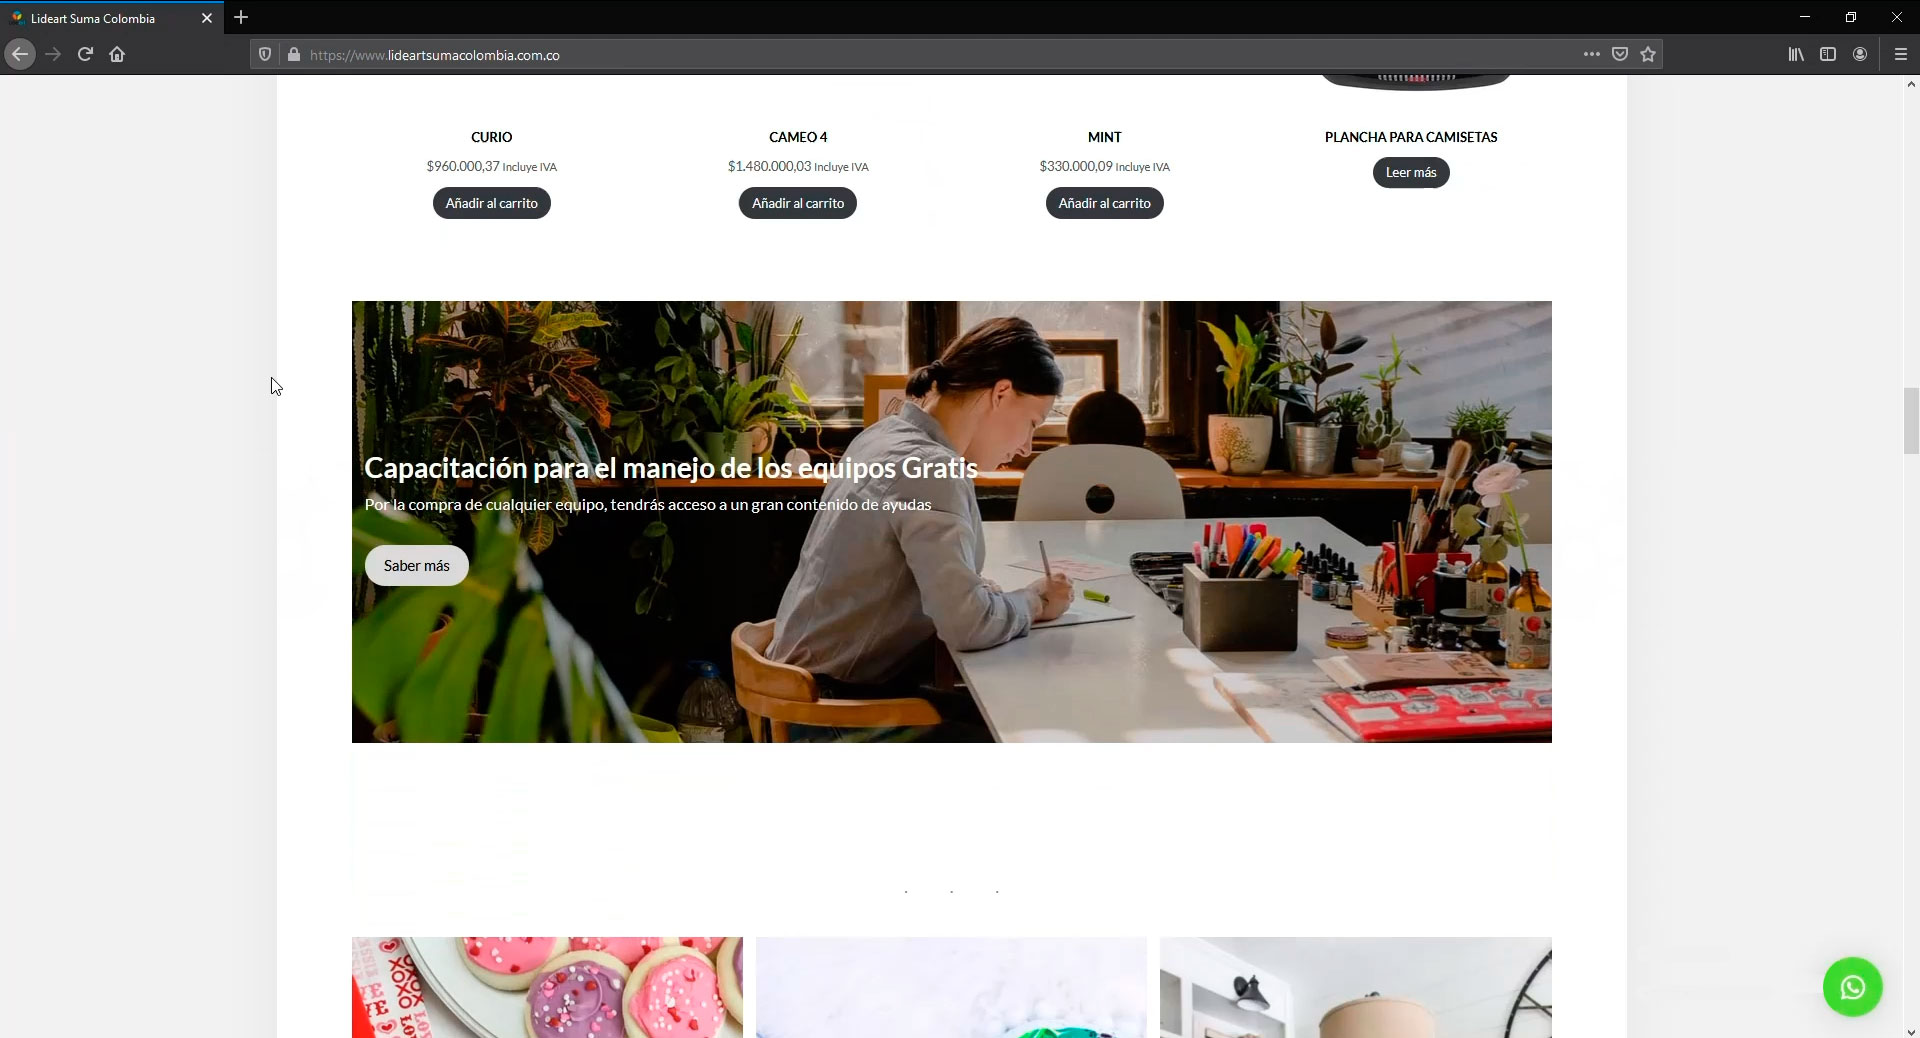 Lideart Suma Colombia
https://www.lideartsumacolombia.com.co
CURIO
$960.000,37 Incluye IVA
Añadir al carrito
CAMEO 4
$1.480.000,03 Incluye IVA
Añadir al carrito
MINT
$330.000,09 Incluye IVA
Añadir al carrito
PLANCHA PARA CAMISETAS
Leer más
Capacitación para el manejo de los equipos Gratis
Por la compra de cualquier equipo, tendrás acceso a un gran contenido de ayudas
Saber más
XOXO